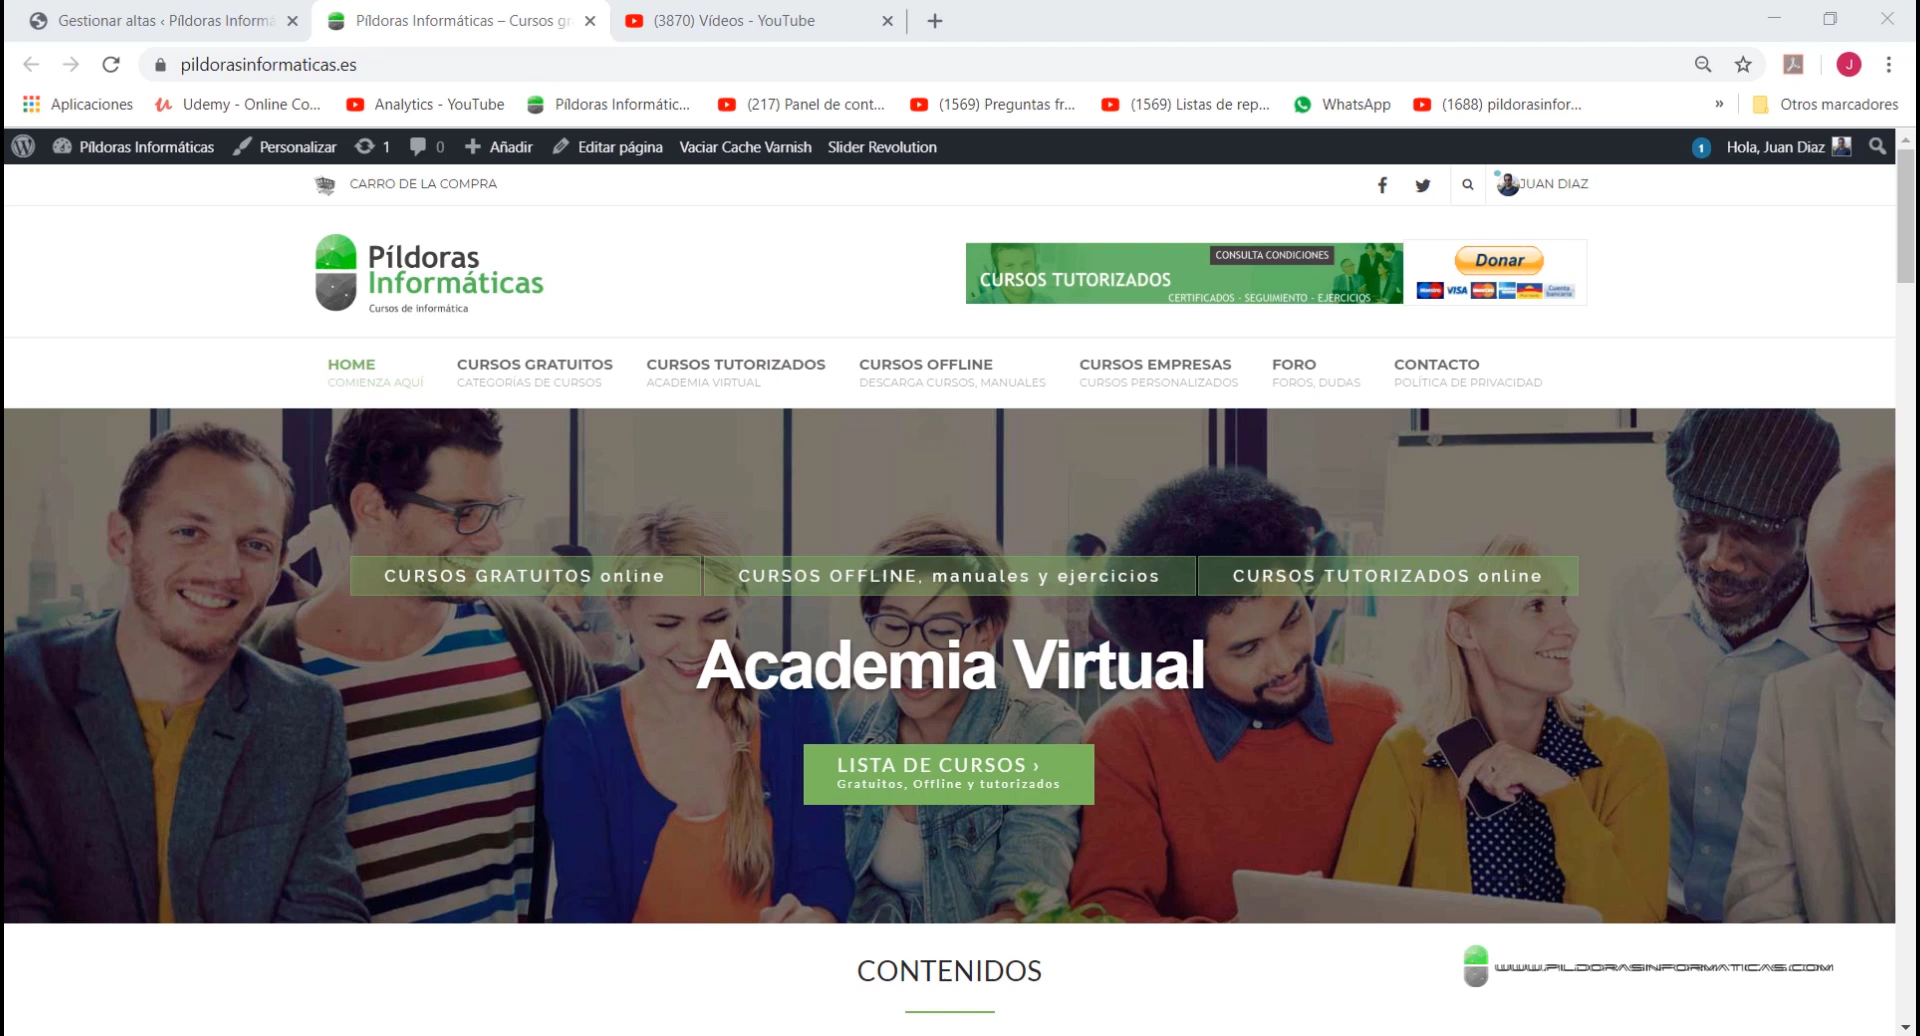 Gestionar altas ‹ Píldoras Informá
Píldoras Informáticas – Cursos gr
(3870) Vídeos - YouTube
pildorasinformaticas.es
J
Aplicaciones
Udemy - Online Co...
Analytics - YouTube
Píldoras Informátic...
(217) Panel de cont...
(1569) Preguntas fr...
(1569) Listas de rep...
WhatsApp
(1688) pildorasinfor...
»
Otros marcadores
Píldoras Informáticas
Personalizar
1
0
Añadir
Editar página
Vaciar Cache Varnish
Slider Revolution
1
Hola, Juan Diaz
CARRO DE LA COMPRA
JUAN DIAZ
Píldoras
Informáticas
Cursos de informática
CONSULTA CONDICIONES
CURSOS TUTORIZADOS
CERTIFICADOS - SEGUIMIENTO - EJERCICIOS
Donar
VISA
Cuenta
bancaria
HOME
COMIENZA AQUÍ
CURSOS GRATUITOS
CATEGORÍAS DE CURSOS
CURSOS TUTORIZADOS
ACADEMIA VIRTUAL
CURSOS OFFLINE
DESCARGA CURSOS, MANUALES
CURSOS EMPRESAS
CURSOS PERSONALIZADOS
FORO
FOROS, DUDAS
CONTACTO
POLÍTICA DE PRIVACIDAD
CURSOS GRATUITOS online
CURSOS OFFLINE, manuales y ejercicios
CURSOS TUTORIZADOS online
Academia Virtual
LISTA DE CURSOS ›
Gratuitos, Offline y tutorizados
CONTENIDOS
WWW.PILDORASINFORMATICAS.COM